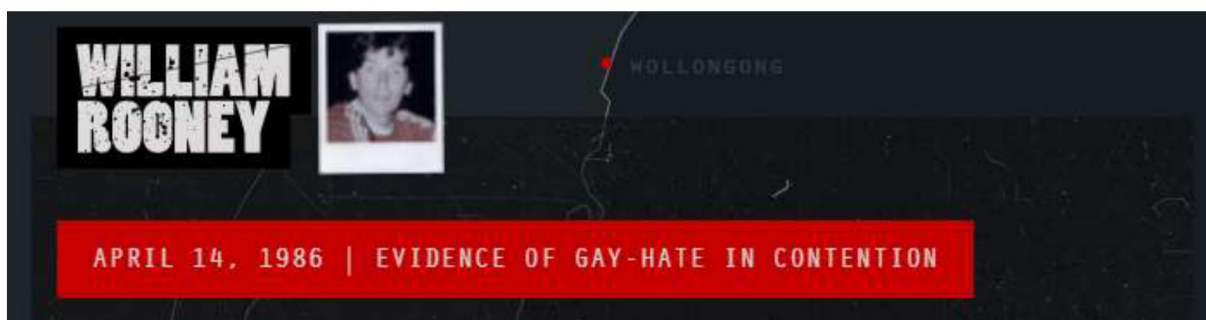 WILLIAM
ROONEY
WOLLONGONG
APRIL 14, 1986 | EVIDENCE OF GAY-HATE IN CONTENTION